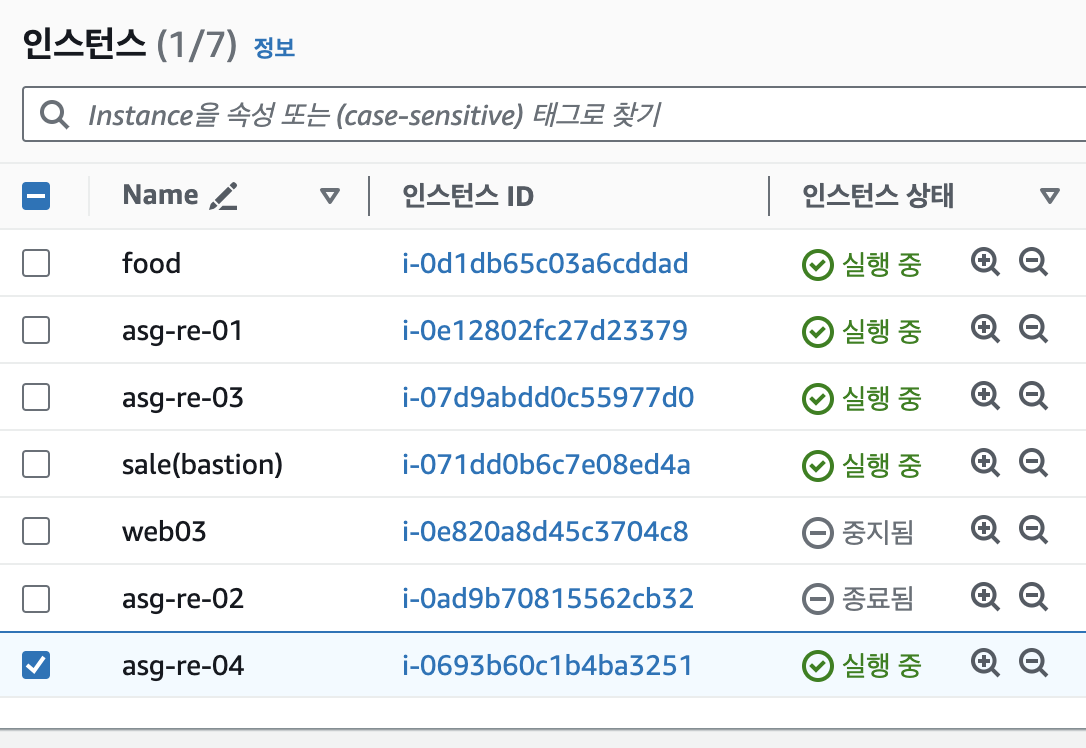 인스턴스 (1/7) 정보
Instance을 속성 또는 (case-sensitive) 태그로 찾기
Name 인스턴스 ID 인스턴스 상태
food i-0d1db65c03a6cddad 실행 중
asg-re-01 i-0e12802fc27d23379 실행 중
asg-re-03 i-07d9abdd0c55977d0 실행 중
sale(bastion) i-071dd0b6c7e08ed4a 실행 중
web03 i-0e820a8d45c3704c8 중지됨
asg-re-02 i-0ad9b70815562cb32 종료됨
asg-re-04 i-0693b60c1b4ba3251 실행 중